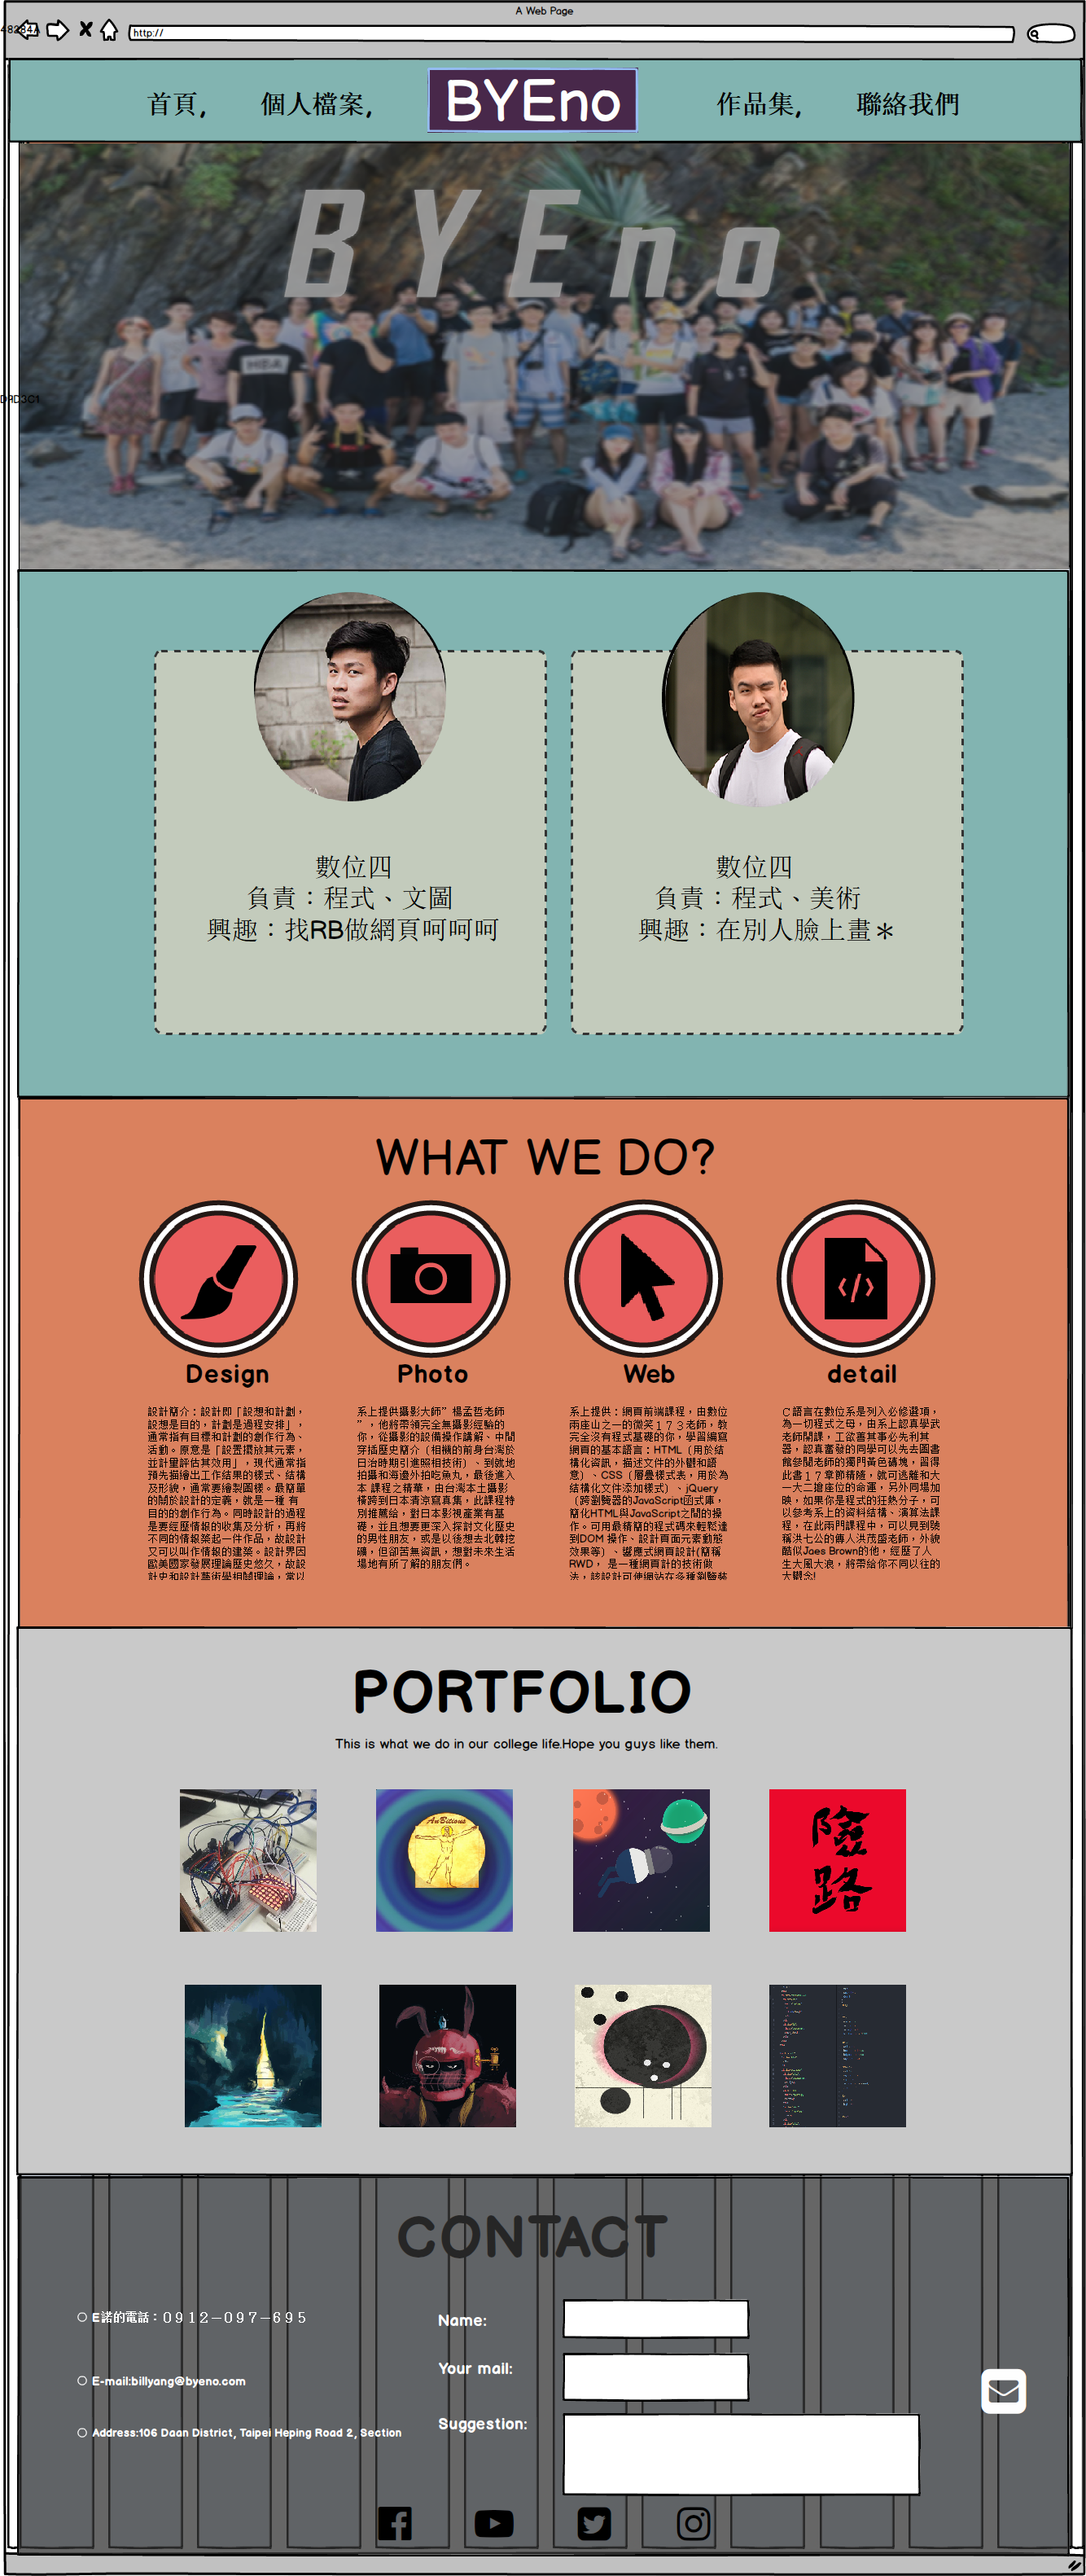 A Web Page
48284A
http://
首頁,
個人檔案,
BYEno
作品集,
聯絡我們
BYEno
DAD3C1
數位四
負責：程式、文圖
興趣：找RB做網頁呵呵呵
數位四
負責：程式、美術
興趣：在別人臉上畫＊
WHAT WE DO?
Design
Photo
Web
detail
設計簡介：設計即「設想和計劃，
設想是目的，計劃是過程安排」，
通常指有目標和計劃的創作行為、
活動。原意是「設置擺放其元素，
並計量評估其效用」，現代通常指
預先描繪出工作結果的樣式、結構
及形貌，通常要繪製圖樣。最簡單
的關於設計的定義，就是一種 有
目的的創作行為。同時設計的過程
是要經歷情報的收集及分析，再將
不同的情報築起一件作品，故設計
又可以叫作情報的建築。設計界因
歐美國家發展理論歷史悠久，故設
系上提供攝影大師”楊孟哲老師
”，他將帶領完全無攝影經驗的
你，從攝影的設備操作講解、中間
穿插歷史簡介（相機的前身台灣於
日治時期引進照相技術）、到就地
拍攝和海邊外拍吃魚丸，最後進入
本 課程之精華，由台灣本土攝影
橫跨到日本清涼寫真集，此課程特
別推薦給，對日本影視產業有基
礎，並且想要更深入探討文化歷史
的男性朋友，或是以後想去北韓挖
礦，但卻苦無資訊，想對未來生活
場地有所了解的朋友們。
系上提供：網頁前端課程，由數位
兩座山之一的微笑１７３老師，教
完全沒有程式基礎的你，學習編寫
網頁的基本語言：HTML（用於結
構化資訊，描述文件的外觀和語
意）、CSS（層疊樣式表，用於為
結構化文件添加樣式）、jQuery
（跨瀏覽器的JavaScript函式庫，
簡化HTML與JavaScript之間的操
作。可用最精簡的程式碼來輕鬆達
到DOM 操作、設計頁面元素動態
效果等）、響應式網頁設計(簡稱
RWD， 是一種網頁設計的技術做
法，該設計可使網站在多種瀏覽裝
Ｃ語言在數位系是列入必修選項，
為一切程式之母，由系上認真學武
老師開課，工欲善其事必先利其
器，認真奮發的同學可以先去圖書
館參閱老師的獨門黃色磚塊，習得
此書１７章節精隨，就可逃離和大
一大二搶座位的命運，另外同場加
映，如果你是程式的狂熱分子，可
以參考系上的資料結構、演算法課
程，在此兩門課程中，可以見到號
稱洪七公的傳人洪茂盛老師，外貌
酷似Jaes Brown的他，經歷了人
生大風大浪，將帶給你不同以往的
大觀念!
PORTFOLIO
This is what we do in our college life.Hope you guys like them.
AnBitious
險
路
CONTACT
E諾的電話：０９１２－０９７－６９５
E-mail:billyang@byeno.com
Address:106 Daan District, Taipei Heping Road 2, Section
Name:
Your mail:
Suggestion: